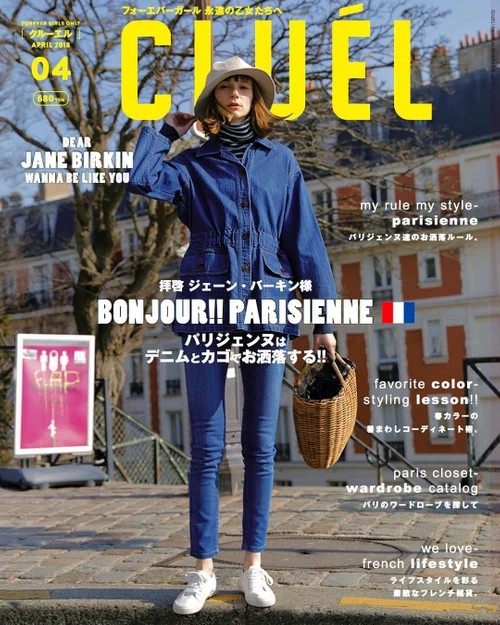 フォーエバーガール 永遠の乙女たちへ
FOREVER GIRLS ONLY
クルーエル
APRIL 2018
04
680YEN
CLUÉL
DEAR
JANE BIRKIN
WANNA BE LIKE YOU
my rule my style-
parisienne
パリジェンヌ達のお洒落ルール。
拝啓 ジェーン・バーキン様
BONJOUR!! PARISIENNE
パリジェンヌは
デニムとカゴでお洒落する!!
favorite color-
styling lesson!!
春カラーの
着まわしコーディネート術。
paris closet-
wardrobe catalog
パリのワードローブを探して
we love-
french lifestyle
ライフスタイルを彩る
素敵なフレンチ雑貨。